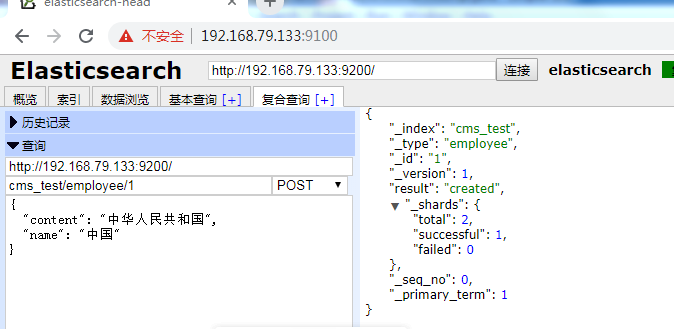 elasticsearch-head
不安全 192.168.79.133:9100
Elasticsearch http://192.168.79.133:9200/ 连接 elasticsearch
概览 索引 数据浏览 基本查询 [+] 复合查询 [+]
历史记录
查询
http://192.168.79.133:9200/
cms_test/employee/1 POST
{
"content": "中华人民共和国",
"name": "中国"
}
{
"_index": "cms_test",
"_type": "employee",
"_id": "1",
"_version": 1,
"result": "created",
"_shards": {
"total": 2,
"successful": 1,
"failed": 0
},
"_seq_no": 0,
"_primary_term": 1
}